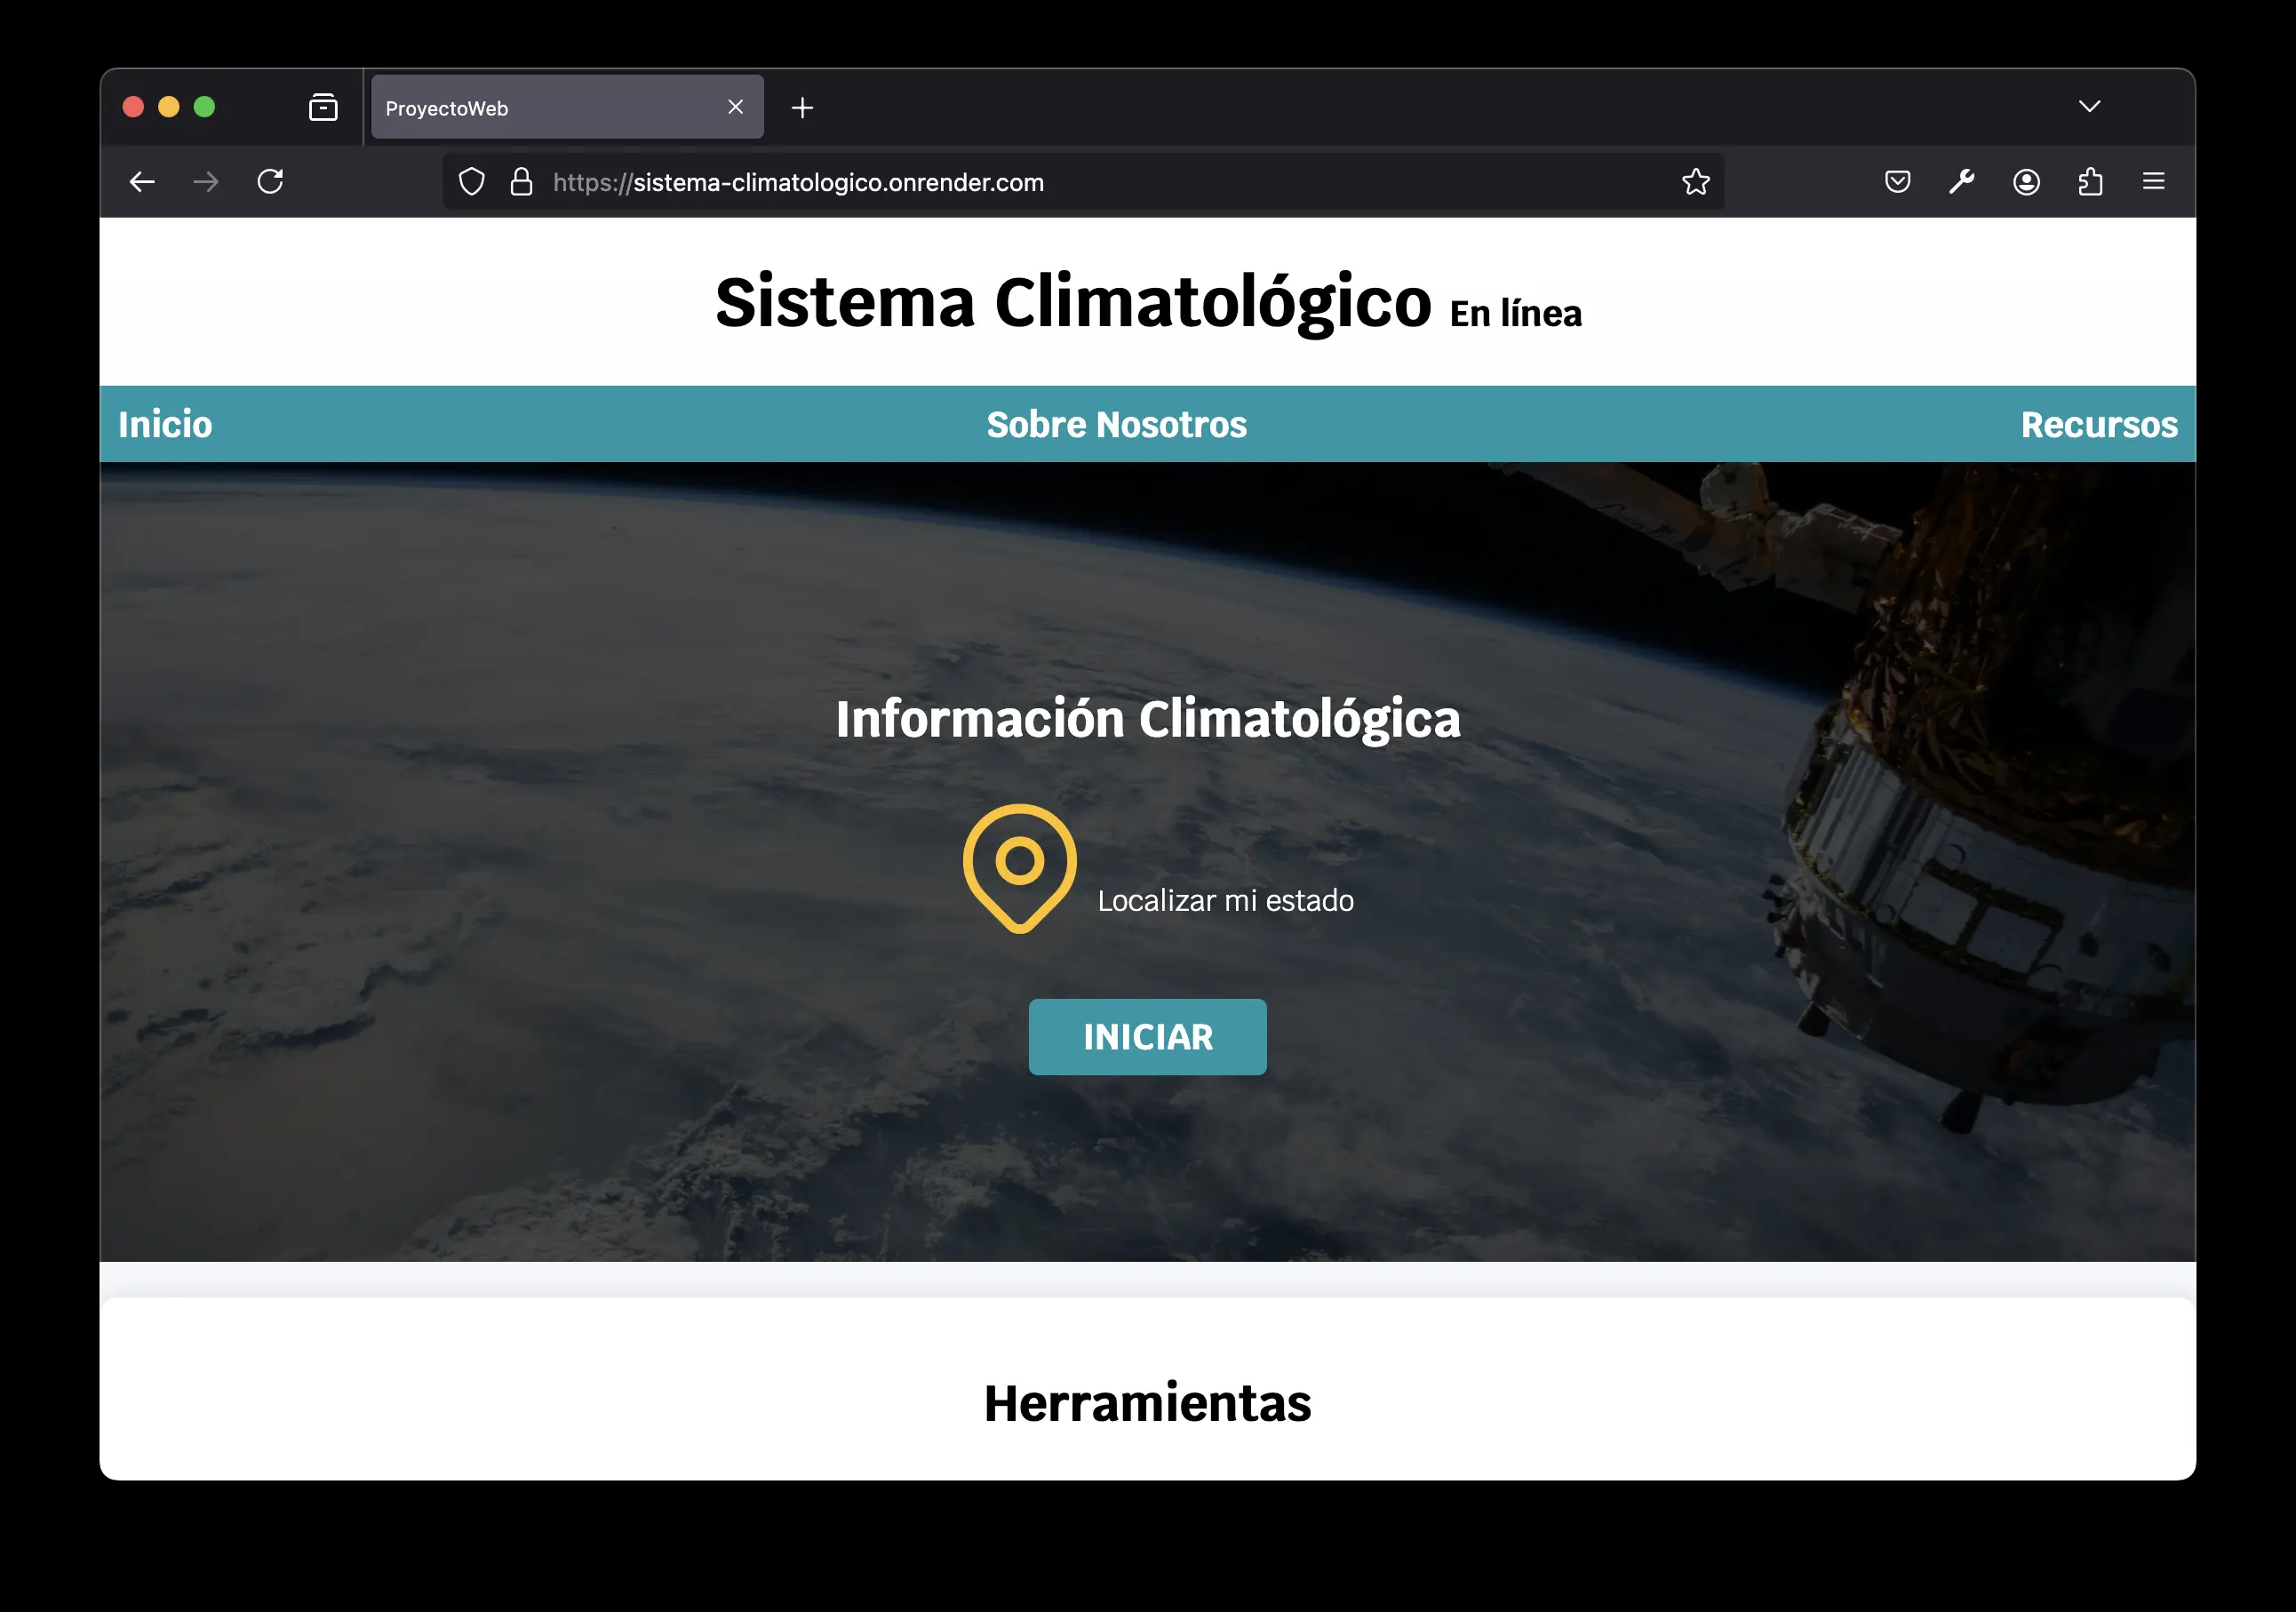 ProyectoWeb
https://sistema-climatologico.onrender.com
Sistema Climatológico En línea
Inicio Sobre Nosotros Recursos
Información Climatológica
Localizar mi estado
INICIAR
Herramientas